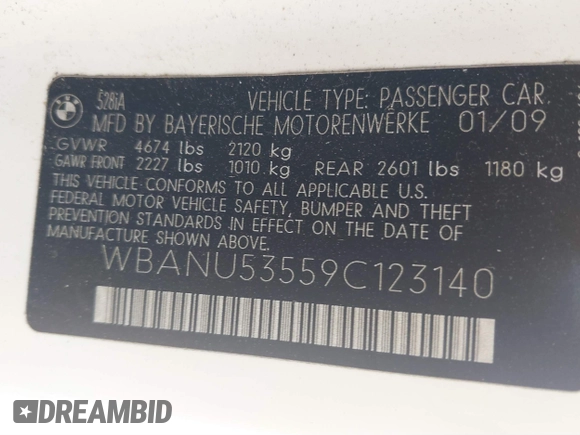 BMW
528iA
VEHICLE TYPE: PASSENGER CAR.
MFD BY BAYERISCHE MOTORENWERKE 01/09
GVWR 4674 lbs 2120 kg
GAWR FRONT 2227 lbs 1010 kg REAR 2601 lbs 1180 kg
THIS VEHICLE CONFORMS TO ALL APPLICABLE U.S.
FEDERAL MOTOR VEHICLE SAFETY, BUMPER AND THEFT
PREVENTION STANDARDS IN EFFECT ON THE DATE OF
MANUFACTURE SHOWN ABOVE.
WBANU53559C123140
DREAMBID